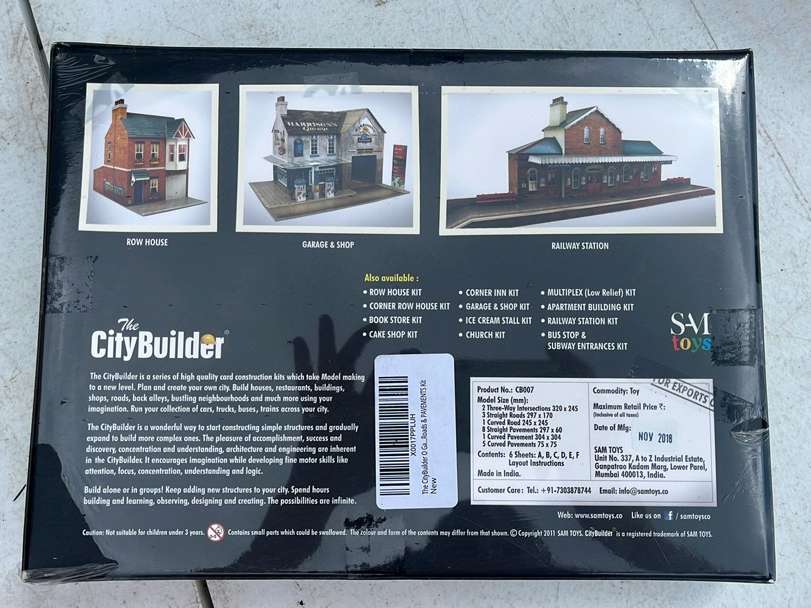 HARRISON'S
ROW HOUSE
GARAGE & SHOP
RAILWAY STATION
Also available :
• ROW HOUSE KIT
• CORNER ROW HOUSE KIT
• BOOK STORE KIT
• CAKE SHOP KIT
• CORNER INN KIT
• GARAGE & SHOP KIT
• ICE CREAM STALL KIT
• CHURCH KIT
• MULTIPLEX (Low Relief) KIT
• APARTMENT BUILDING KIT
• RAILWAY STATION KIT
• BUS STOP &
SUBWAY ENTRANCES KIT
The
CityBuilder®
S-M
toys
The CityBuilder is a series of high quality card construction kits which take Model making
to a new level. Plan and create your own city. Build houses, restaurants, buildings,
shops, roads, back alleys, bustling neighbourhoods and much more using your
imagination. Run your collection of cars, trucks, buses, trains across your city.
The CityBuilder is a wonderful way to start constructing simple structures and gradually
expand to build more complex ones. The pleasure of accomplishment, success and
discovery, concentration and understanding, architecture and engineering are inherent
in the CityBuilder. It encourages imagination while developing fine motor skills like
attention, focus, concentration, understanding and logic.
Build alone or in groups! Keep adding new structures to your city. Spend hours
building and learning, observing, designing and creating. The possibilities are infinite.
X0017PPLUH
The CityBuilder O Ga...Roads & PAVEMENTS Kit
New
Product No.: CB007
Model Size (mm):
2 Three-Way Intersections 320 x 245
3 Straight Roads 297 x 170
1 Curved Road 245 x 245
8 Straight Pavements 297 x 60
1 Curved Pavement 304 x 304
5 Curved Pavements 75 x 75
Contents: 6 Sheets: A, B, C, D, E, F
Layout Instructions
Made in India.
Commodity: Toy
Maximum Retail Price ₹:
(Inclusive of all taxes)
FOR EXPORTS
Date of Mfg:
NOV 2018
SAM TOYS
Unit No. 337, A to Z Industrial Estate,
Ganpatrao Kadam Marg, Lower Parel,
Mumbai 400013, India.
Customer Care: Tel.: +91-7303878744 Email: info@samtoys.co
Web: www.samtoys.co Like us on f / samtoysco
Caution: Not suitable for children under 3 years. Contains small parts which could be swallowed. The colour and form of the contents may differ from that shown. © Copyright 2011 SAM TOYS. CityBuilder is a registered trademark of SAM TOYS.